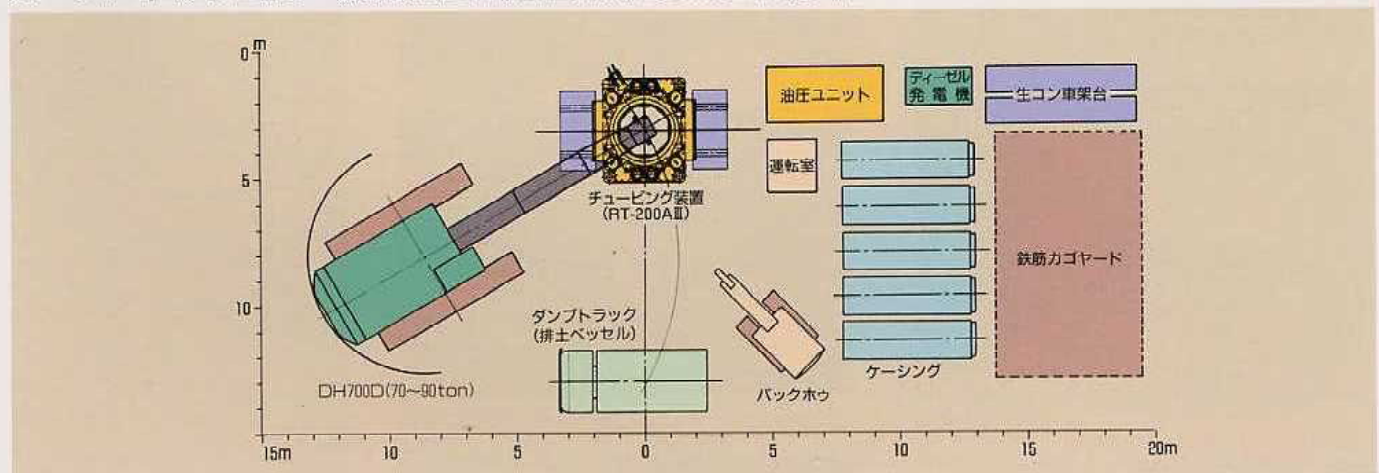 0 m
油圧ユニット
ディーゼル
発電機
生コン車架台
運転室
5
チュービング装置
(RT-200AⅢ)
鉄筋カゴヤード
10
ダンプトラック
(排土ベッセル)
ケーシング
DH700D(70～90ton)
バックホゥ
15m 10 5 0 5 10 15 20m